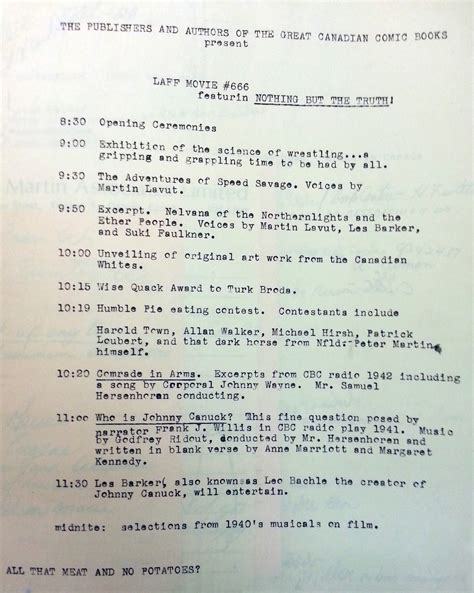 THE PUBLISHERS AND AUTHORS OF THE GREAT CANADIAN COMIC BOOKS
present
LAFF MOVIE #666
featurin NOTHING BUT THE TRUTH!
8:30 Opening Ceremonies
9:00 Exhibition of the science of wrestling...a
gripping and grappling time to be had by all.
9:30 The Adventures of Speed Savage. Voices by
Martin Lavut.
9:50 Excerpt. Nelvana of the Northernlights and the
Ether People. Voices by Martin Lavut, Les Barker,
and Suki Faulkner.
10:00 Unveiling of original art work from the Canadian
Whites.
10:15 Wise Quack Award to Turk Broda.
10:19 Humble Pie eating contest. Contestants include
Harold Town, Allan Walker, Michael Hirsh, Patrick
Loubert, and that dark horse from Nfld: Peter Martin
himself.
10:20 Comrade in Arms. Excerpts from CBC radio 1942 including
a song by Corporal Johnny Wayne. Mr. Samuel
Hersenhoran conducting.
11:00 Who is Johnny Canuck? This fine question posed by
narrator Frank J. Willis in CBC radio play 1941. Music
by Godfrey Ridout, donducted by Mr. Hersenhoren and
written in blank verse by Anne Marriott and Margaret
Kennedy.
11:30 Les Barker, also knownas Leo Bachle the creator of
Johnny Canuck, will entertain.
midnite: selections from 1940's musicals on film.
ALL THAT MEAT AND NO POTATOES?